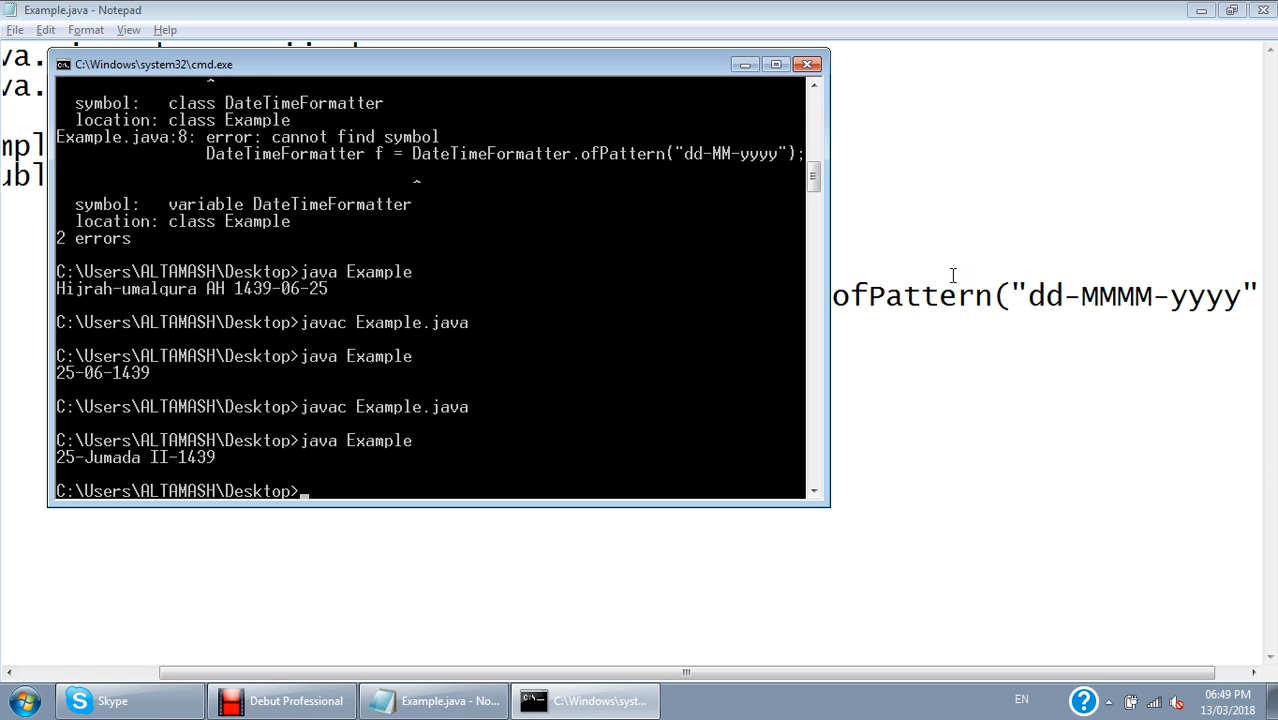 Example.java - Notepad
File Edit Format View Help
va.
va.
mpl
ubl
C:\Windows\system32\cmd.exe
^
symbol: class DateTimeFormatter
location: class Example
Example.java:8: error: cannot find symbol
DateTimeFormatter f = DateTimeFormatter.ofPattern("dd-MM-yyyy");
^
symbol: variable DateTimeFormatter
location: class Example
2 errors
C:\Users\ALTAMASH\Desktop>java Example
Hijrah-umalqura AH 1439-06-25
C:\Users\ALTAMASH\Desktop>javac Example.java
C:\Users\ALTAMASH\Desktop>java Example
25-06-1439
C:\Users\ALTAMASH\Desktop>javac Example.java
C:\Users\ALTAMASH\Desktop>java Example
25-Jumada II-1439
C:\Users\ALTAMASH\Desktop>_
ofPattern("dd-MMMM-yyyy"
Skype
Debut Professional
Example.java - No...
C:\Windows\syst...
EN
06:49 PM
13/03/2018